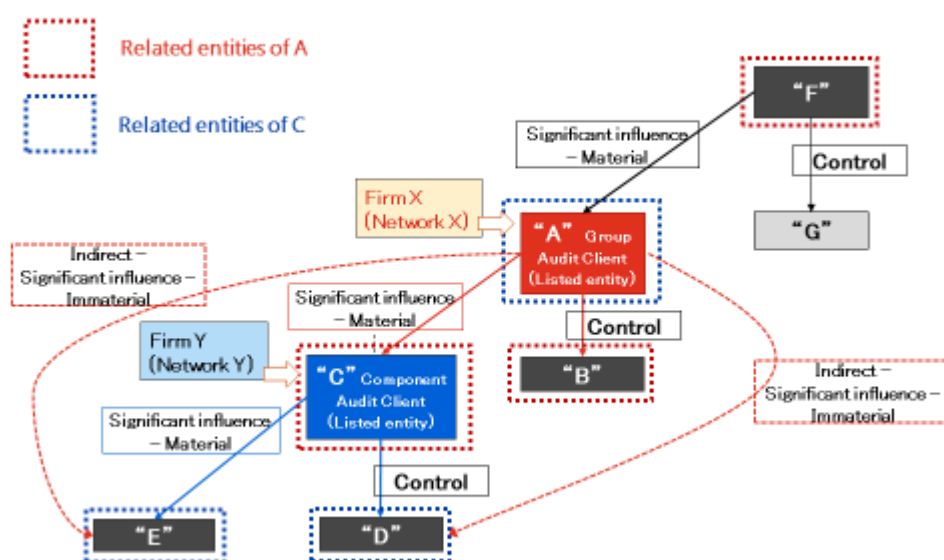 Related entities of A
Related entities of C
"F"
Significant influence
– Material
Control
Firm X
(Network X)
"A" Group
Audit Client
(Listed entity)
"G"
Indirect –
Significant influence –
Immaterial
Significant influence
– Material
Control
Firm Y
(Network Y)
"C" Component
Audit Client
(Listed entity)
"B"
Indirect –
Significant influence –
Immaterial
Significant influence
– Material
Control
"E"
"D"